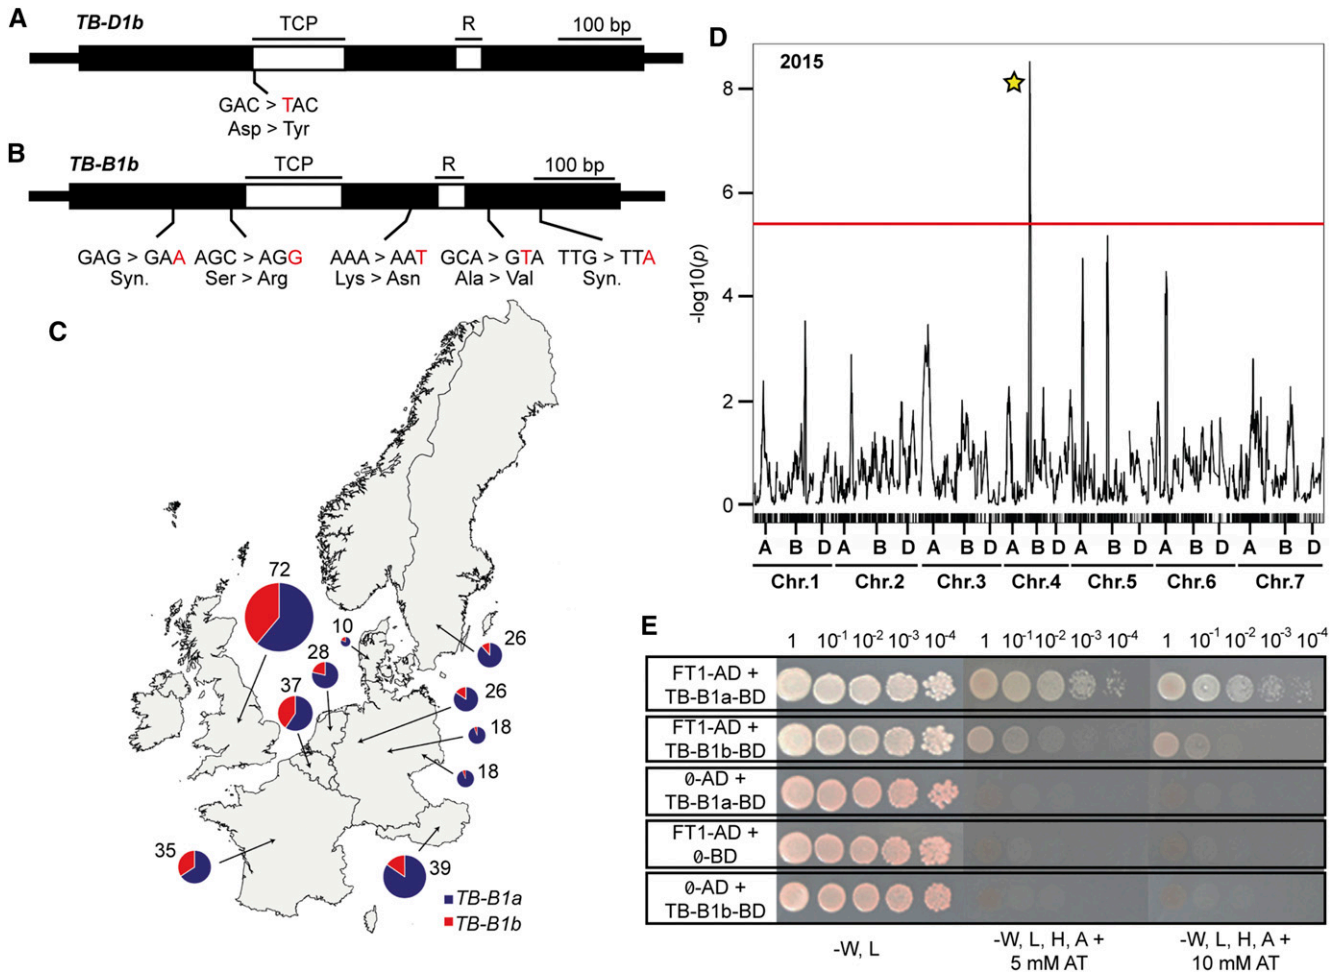 A
TB-D1b
TCP
R
100 bp
GAC > TAC
Asp > Tyr
B
TB-B1b
TCP
R
100 bp
GAG > GAA
AGC > AGG
AAA > AAT
GCA > GTA
TTG > TTA
Syn.
Ser > Arg
Lys > Asn
Ala > Val
Syn.
C
72
10
26
28
37
26
18
18
35
39
TB-B1a
TB-B1b
D
2015
-log10(p)
8
6
4
2
0
A B D A B D A B D A B D A B D A B D A B D
Chr.1 Chr.2 Chr.3 Chr.4 Chr.5 Chr.6 Chr.7
E
1 10-1 10-2 10-3 10-4 1 10-1 10-2 10-3 10-4 1 10-1 10-2 10-3 10-4
FT1-AD +
TB-B1a-BD
FT1-AD +
TB-B1b-BD
0-AD +
TB-B1a-BD
FT1-AD +
0-BD
0-AD +
TB-B1b-BD
-W, L
-W, L, H, A +
5 mM AT
-W, L, H, A +
10 mM AT